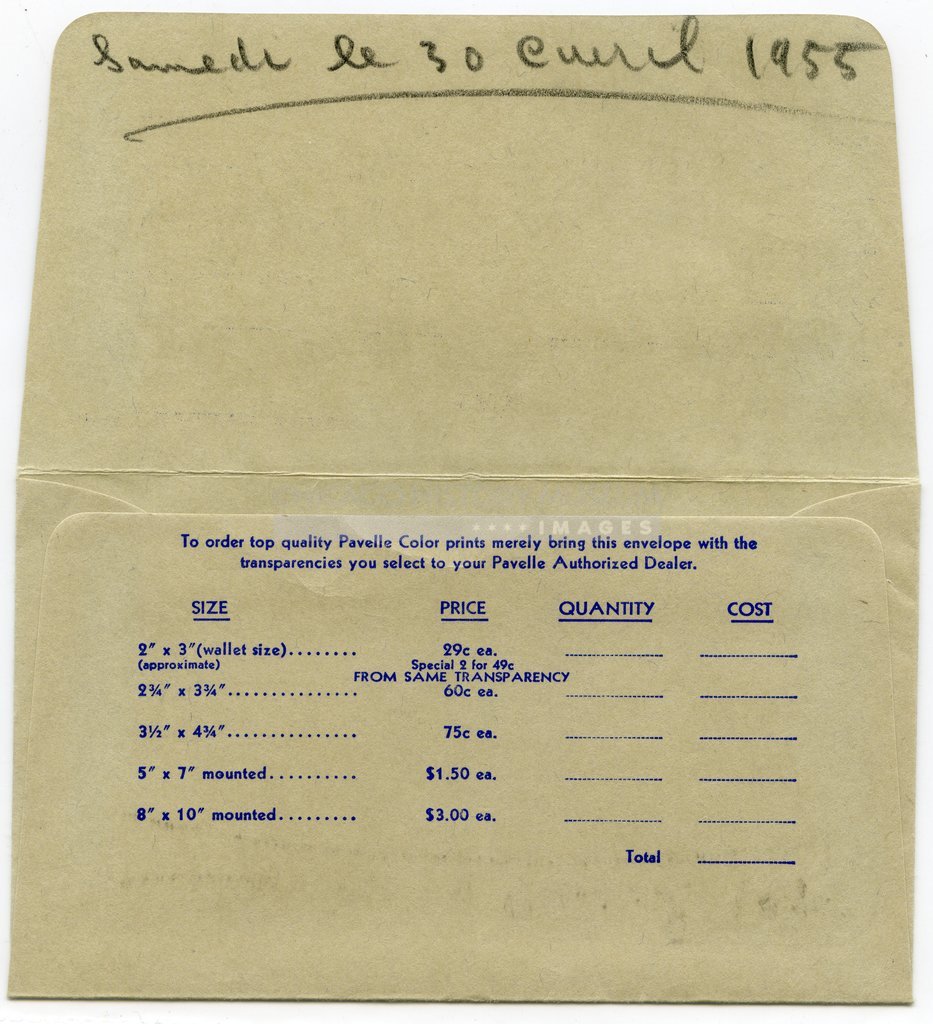 Samedi le 30 Avril 1955
**** IMAGES
To order top quality Pavelle Color prints merely bring this envelope with the
transparencies you select to your Pavelle Authorized Dealer.
SIZE PRICE QUANTITY COST
2" x 3" (wallet size)........ 29c ea.
(approximate) Special 2 for 49c
FROM SAME TRANSPARENCY
2¾" x 3¾"............... 60c ea.
3½" x 4¾"............... 75c ea.
5" x 7" mounted.......... $1.50 ea.
8" x 10" mounted......... $3.00 ea.
Total